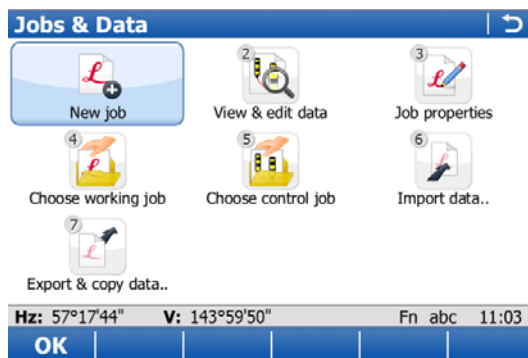 Jobs & Data
2 3
New job View & edit data Job properties
4 5 6
Choose working job Choose control job Import data..
7
Export & copy data..
Hz: 57°17'44" V: 143°59'50" Fn abc 11:03
OK